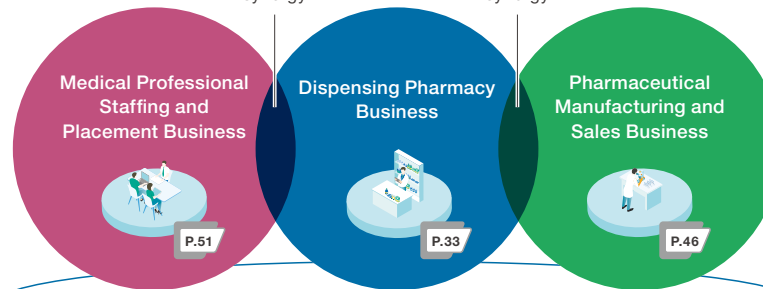 Medical Professional
Staffing and
Placement Business
P.51
Dispensing Pharmacy
Business
P.33
Pharmaceutical
Manufacturing and
Sales Business
P.46